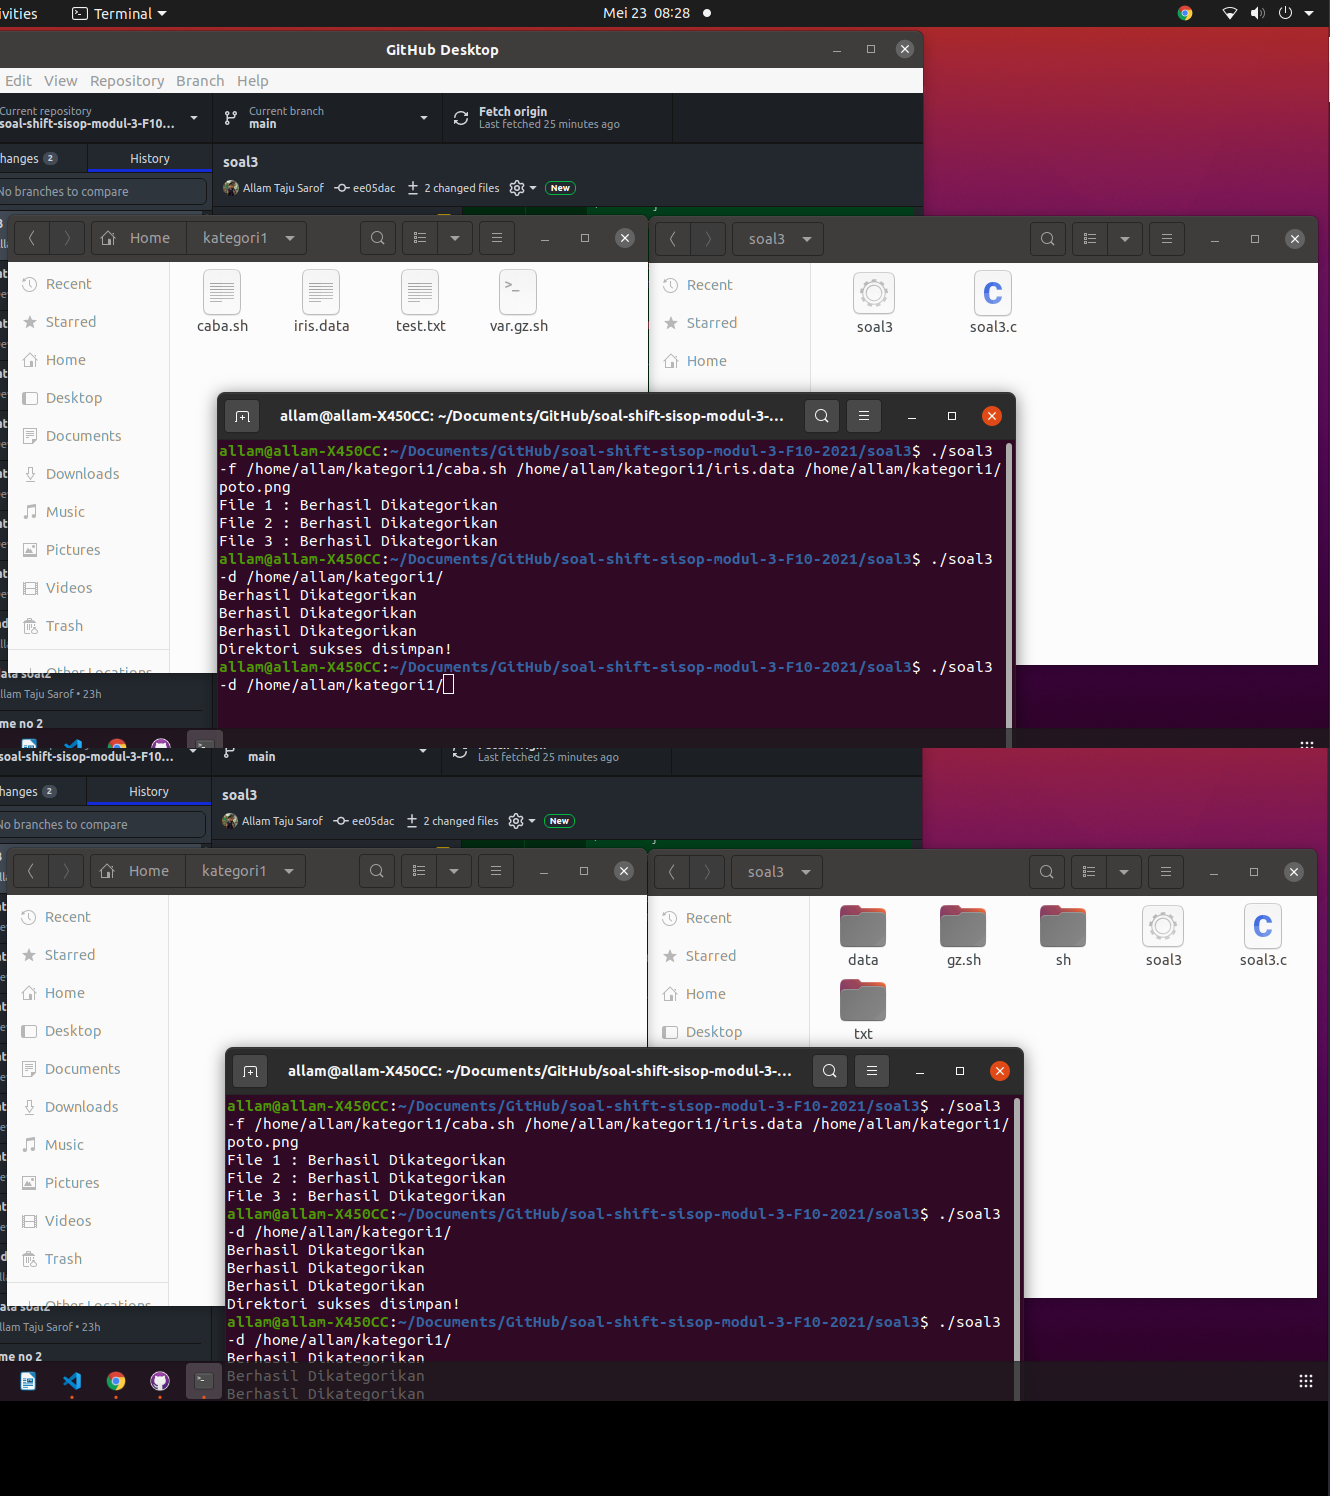 ivities
Terminal
Mei 23 08:28
GitHub Desktop
Edit View Repository Branch Help
Current repository
soal-shift-sisop-modul-3-F10...
Current branch
main
Fetch origin
Last fetched 25 minutes ago
hanges 2
History
No branches to compare
soal3
Allam Taju Sarof
ee05dac
2 changed files
New
Home
kategori1
soal3
Recent
Starred
Home
Desktop
Documents
Downloads
Music
Pictures
Videos
Trash
Other Locations
caba.sh
iris.data
test.txt
var.gz.sh
Recent
Starred
Home
soal3
soal3.c
allam@allam-X450CC: ~/Documents/GitHub/soal-shift-sisop-modul-3-...
allam@allam-X450CC:~/Documents/GitHub/soal-shift-sisop-modul-3-F10-2021/soal3$ ./soal3
-f /home/allam/kategori1/caba.sh /home/allam/kategori1/iris.data /home/allam/kategori1/
poto.png
File 1 : Berhasil Dikategorikan
File 2 : Berhasil Dikategorikan
File 3 : Berhasil Dikategorikan
allam@allam-X450CC:~/Documents/GitHub/soal-shift-sisop-modul-3-F10-2021/soal3$ ./soal3
-d /home/allam/kategori1/
Berhasil Dikategorikan
Berhasil Dikategorikan
Berhasil Dikategorikan
Direktori sukses disimpan!
allam@allam-X450CC:~/Documents/GitHub/soal-shift-sisop-modul-3-F10-2021/soal3$ ./soal3
-d /home/allam/kategori1/
ala soal2
llam Taju Sarof • 23h
me no 2
soal-shift-sisop-modul-3-F10...
main
Last fetched 25 minutes ago
hanges 2
History
No branches to compare
soal3
Allam Taju Sarof
ee05dac
2 changed files
New
Home
kategori1
soal3
Recent
Starred
Home
Desktop
Documents
Downloads
Music
Pictures
Videos
Trash
Other Locations
Recent
Starred
Home
Desktop
data
gz.sh
sh
soal3
soal3.c
txt
allam@allam-X450CC: ~/Documents/GitHub/soal-shift-sisop-modul-3-...
allam@allam-X450CC:~/Documents/GitHub/soal-shift-sisop-modul-3-F10-2021/soal3$ ./soal3
-f /home/allam/kategori1/caba.sh /home/allam/kategori1/iris.data /home/allam/kategori1/
poto.png
File 1 : Berhasil Dikategorikan
File 2 : Berhasil Dikategorikan
File 3 : Berhasil Dikategorikan
allam@allam-X450CC:~/Documents/GitHub/soal-shift-sisop-modul-3-F10-2021/soal3$ ./soal3
-d /home/allam/kategori1/
Berhasil Dikategorikan
Berhasil Dikategorikan
Berhasil Dikategorikan
Direktori sukses disimpan!
allam@allam-X450CC:~/Documents/GitHub/soal-shift-sisop-modul-3-F10-2021/soal3$ ./soal3
-d /home/allam/kategori1/
Berhasil Dikategorikan
Berhasil Dikategorikan
Berhasil Dikategorikan
ala soal2
llam Taju Sarof • 23h
me no 2